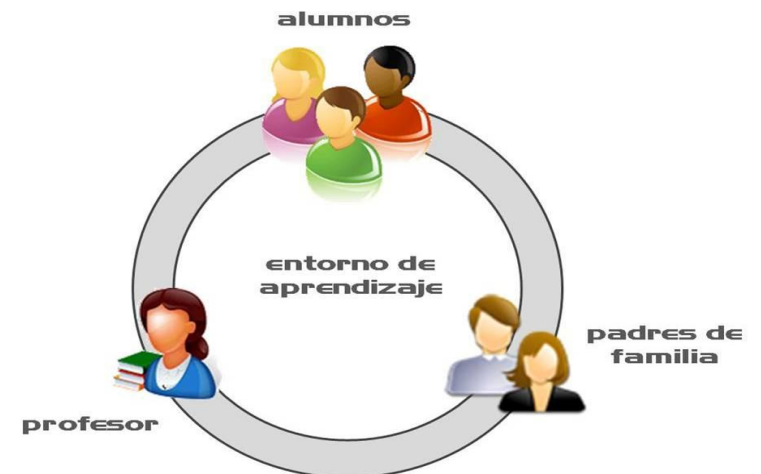 alumnos
entorno de
aprendizaje
padres de
familia
profesor